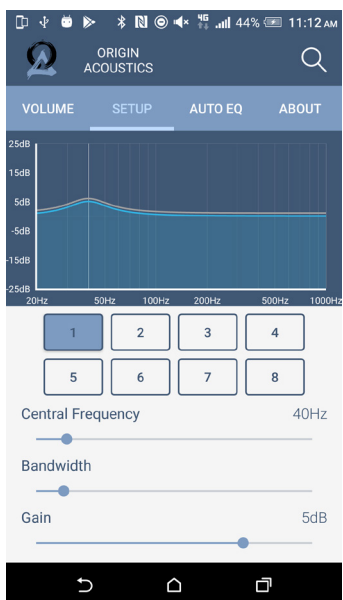 4G 44% 11:12 AM
ORIGIN
ACOUSTICS
VOLUME SETUP AUTO EQ ABOUT
25dB
15dB
5dB
-5dB
-15dB
-25dB
20Hz 50Hz 100Hz 200Hz 500Hz 1000Hz
1 2 3 4
5 6 7 8
Central Frequency 40Hz
Bandwidth
Gain 5dB